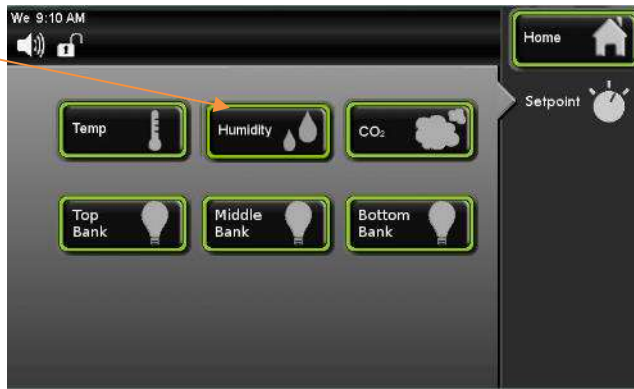 We 9:10 AM
Home
Setpoint
Temp
Humidity
CO₂
Top
Bank
Middle
Bank
Bottom
Bank